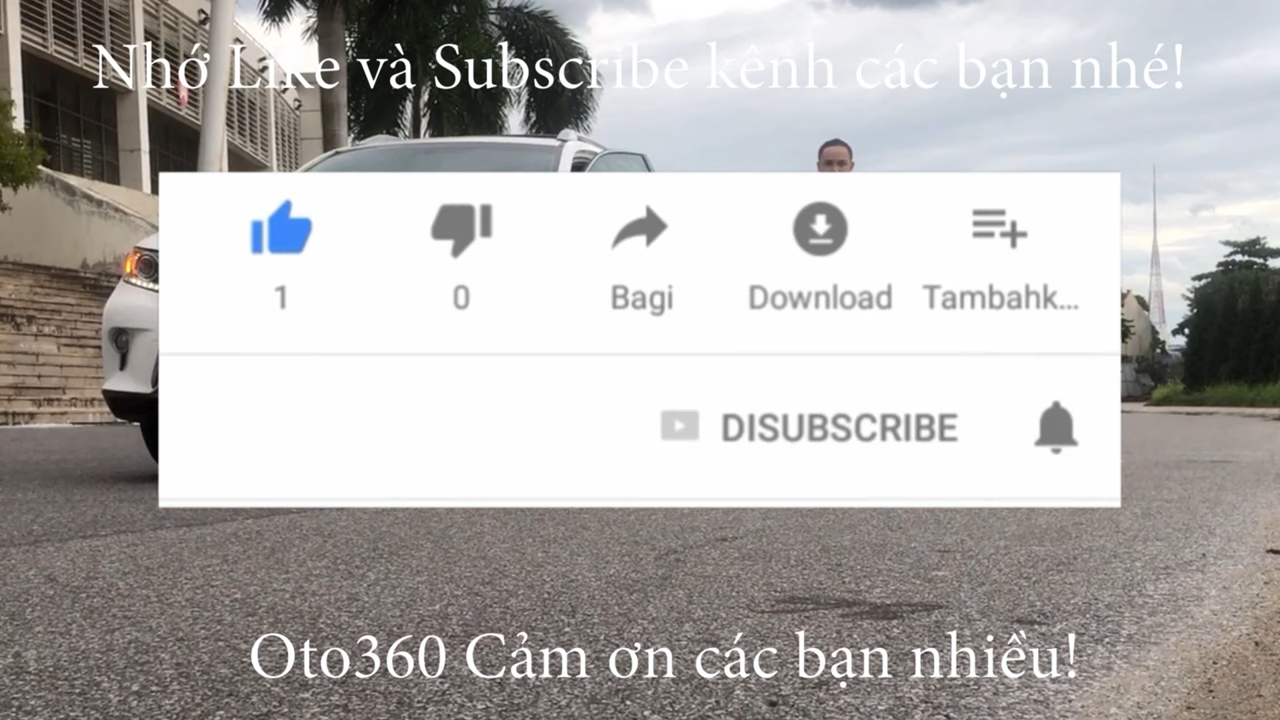 Nhớ Like và Subscribe kênh các bạn nhé!
1
0
Bagi
Download
Tambahk...
DISUBSCRIBE
Oto360 Cảm ơn các bạn nhiều!